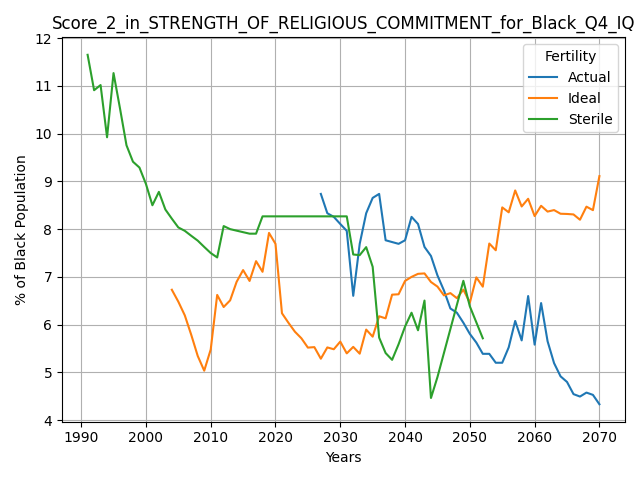 Score_2_in_STRENGTH_OF_RELIGIOUS_COMMITMENT_for_Black_Q4_IQ
12
11
10
9
8
7
6
5
4
% of Black Population
Fertility
Actual
Ideal
Sterile
1990 2000 2010 2020 2030 2040 2050 2060 2070
Years